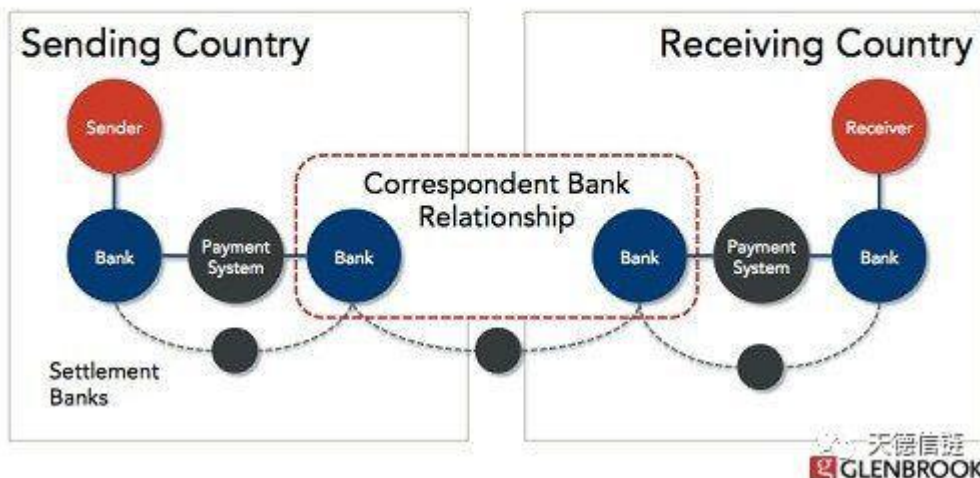 Sending Country
Receiving Country
Sender
Receiver
Correspondent Bank
Relationship
Bank
Payment
System
Bank
Bank
Payment
System
Bank
Settlement
Banks
天德信链
g GLENBROOK